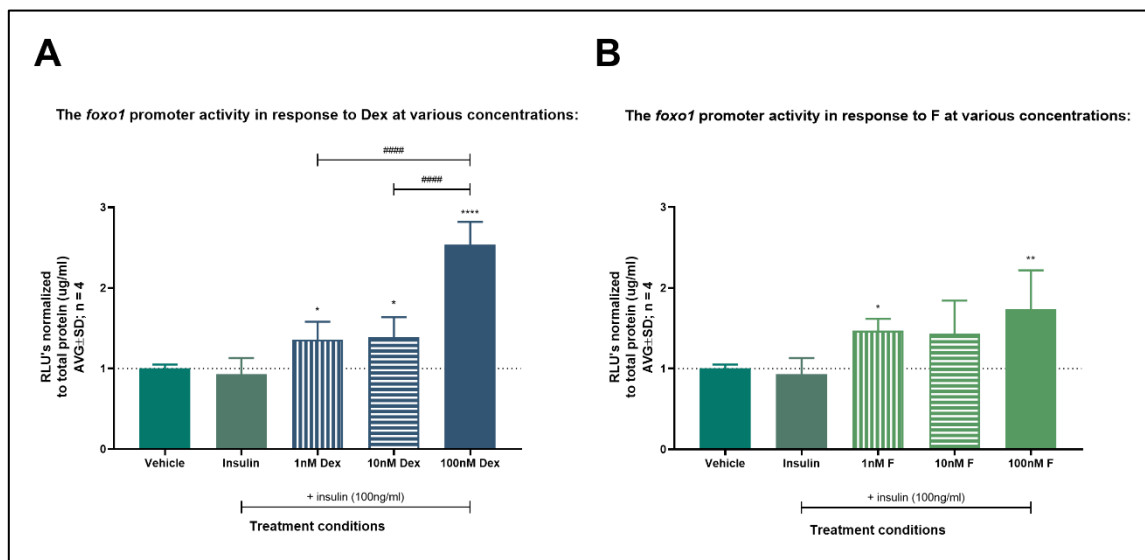 A
The foxo1 promoter activity in response to Dex at various concentrations:
####
####
****
*
*
3
2
1
0
RLU's normalized
to total protein (ug/ml)
AVG±SD; n = 4
Vehicle
Insulin
1nM Dex
10nM Dex
100nM Dex
+ insulin (100ng/ml)
Treatment conditions
B
The foxo1 promoter activity in response to F at various concentrations:
**
*
3
2
1
0
RLU's normalized
to total protein (ug/ml)
AVG±SD; n = 4
Vehicle
Insulin
1nM F
10nM F
100nM F
+ insulin (100ng/ml)
Treatment conditions